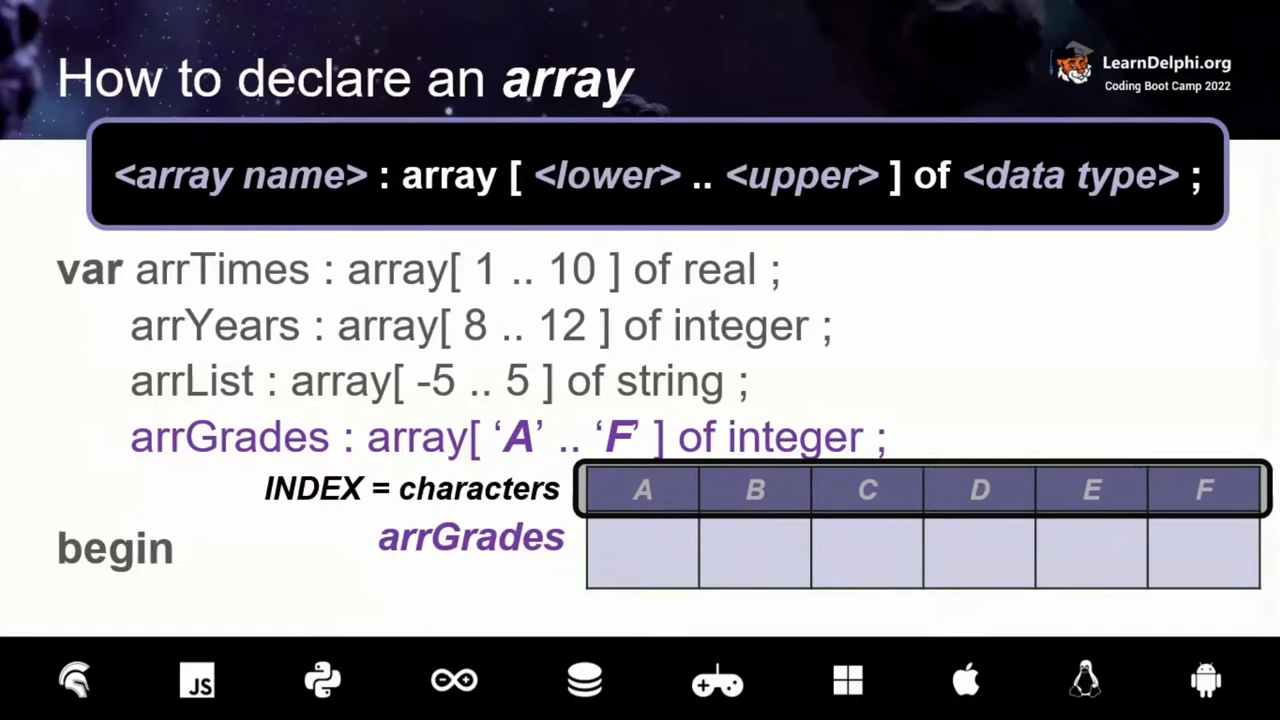 How to declare an array
LearnDelphi.org
Coding Boot Camp 2022
<array name> : array [ <lower> .. <upper> ] of <data type> ;
var arrTimes : array[ 1 .. 10 ] of real ;
arrYears : array[ 8 .. 12 ] of integer ;
arrList : array[ -5 .. 5 ] of string ;
arrGrades : array[ ‘A’ .. ‘F’ ] of integer ;
INDEX = characters
A B C D E F
arrGrades
begin
JS